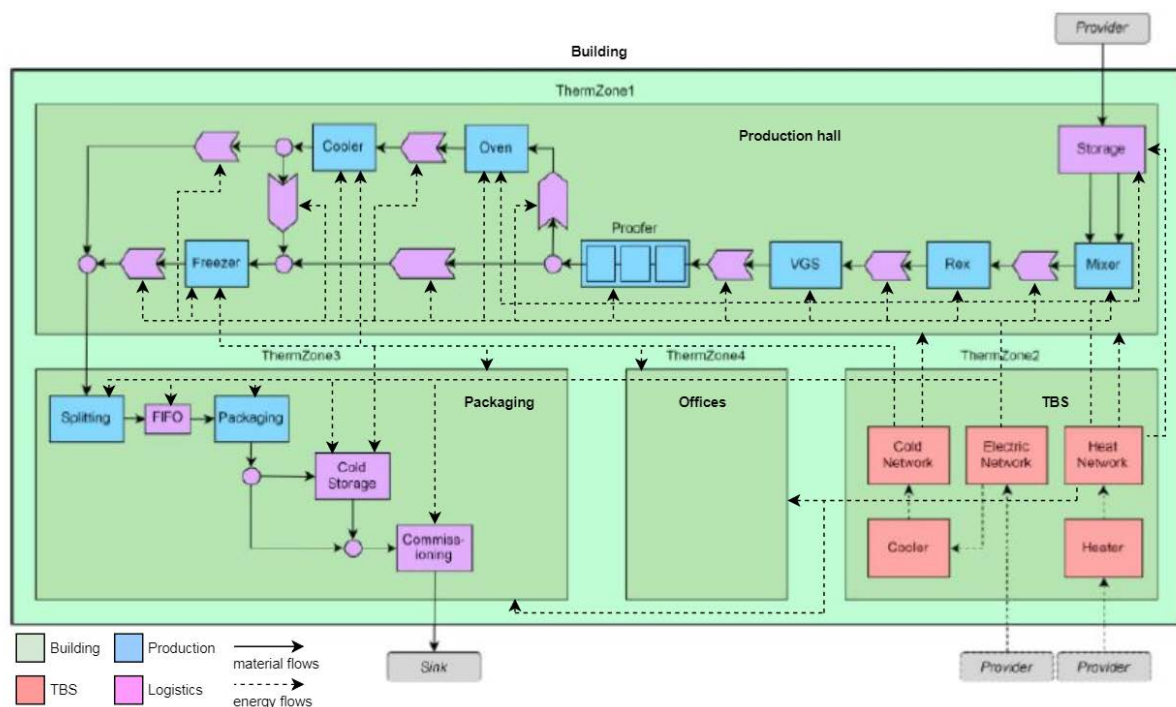 Provider
Building
ThermZone1
Production hall
Cooler
Oven
Storage
Proofer
Freezer
VGS
Rex
Mixer
ThermZone3
ThermZone4
ThermZone2
Splitting
FIFO
Packaging
Packaging
Offices
TBS
Cold
Network
Electric
Network
Heat
Network
Cold
Storage
Commiss-
ioning
Cooler
Heater
Building
Production
material flows
TBS
Logistics
energy flows
Sink
Provider
Provider